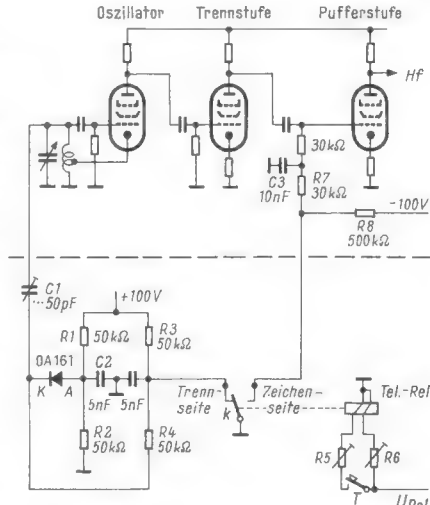 Oszillator Trennstufe Pufferstufe
Hf
30kΩ
C3
10nF
R7
30kΩ
-100V
R8
500kΩ
C1
...50pF
+100V
R1
50kΩ
R3
50kΩ
OA161
C2
K A
5nF 5nF
Trenn-
seite
k
Zeichen-
seite
Tel.-Rel
R2
50kΩ
R4
50kΩ
R5
R6
T